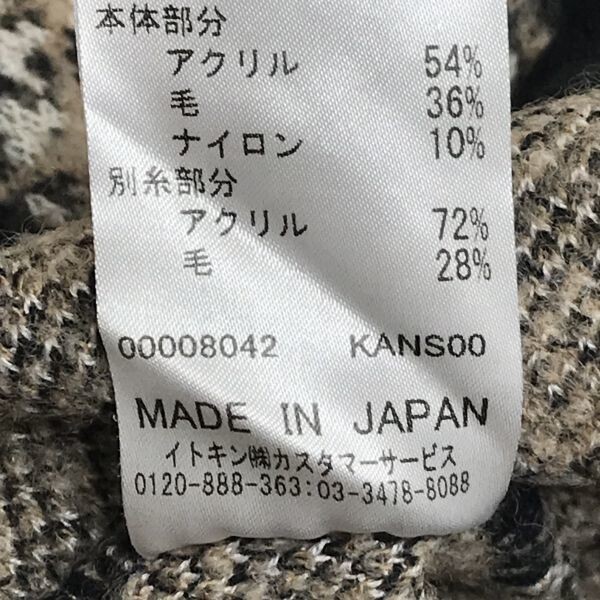 本体部分
アクリル 54%
毛 36%
ナイロン 10%
別糸部分
アクリル 72%
毛 28%
00008042 KANS00
MADE IN JAPAN
イトキン㈱カスタマーサービス
0120-888-363:03-3478-8088